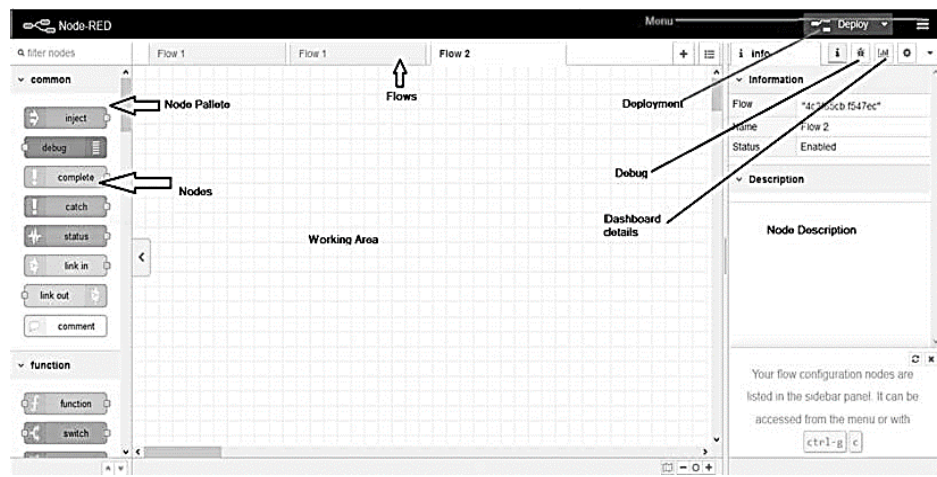 Node-RED
Menu
Deploy
filter nodes
Flow 1
Flow 1
Flow 2
info
common
Node Pallete
Flows
Information
inject
Deployment
Flow
Name
Flow 2
debug
Status
Enabled
complete
Nodes
Debug
Description
catch
Dashboard
details
status
Working Area
Node Description
link in
link out
comment
function
Your flow configuration nodes are
listed in the sidebar panel. It can be
accessed from the menu or with
ctrl-g c
function
switch